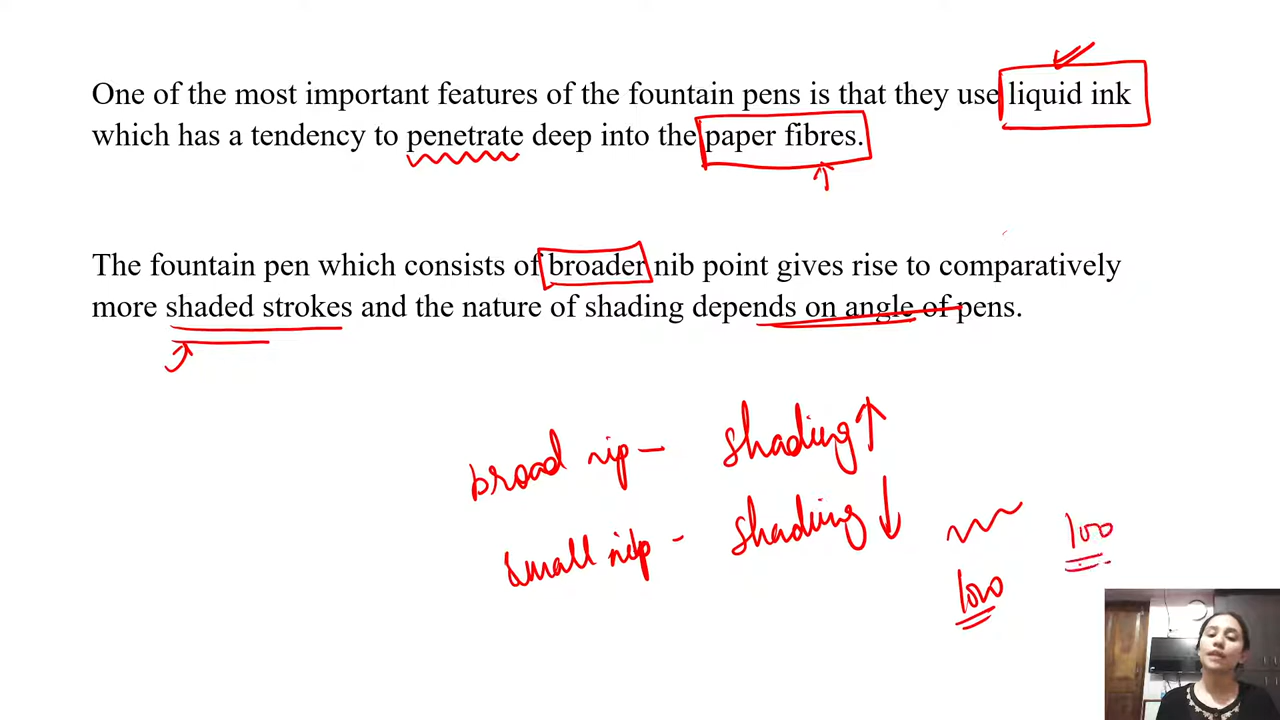 One of the most important features of the fountain pens is that they use liquid ink
which has a tendency to penetrate deep into the paper fibres.
The fountain pen which consists of broader nib point gives rise to comparatively
more shaded strokes and the nature of shading depends on angle of pens.
broad nip – shading ↑
small nip - shading ↓
100
100